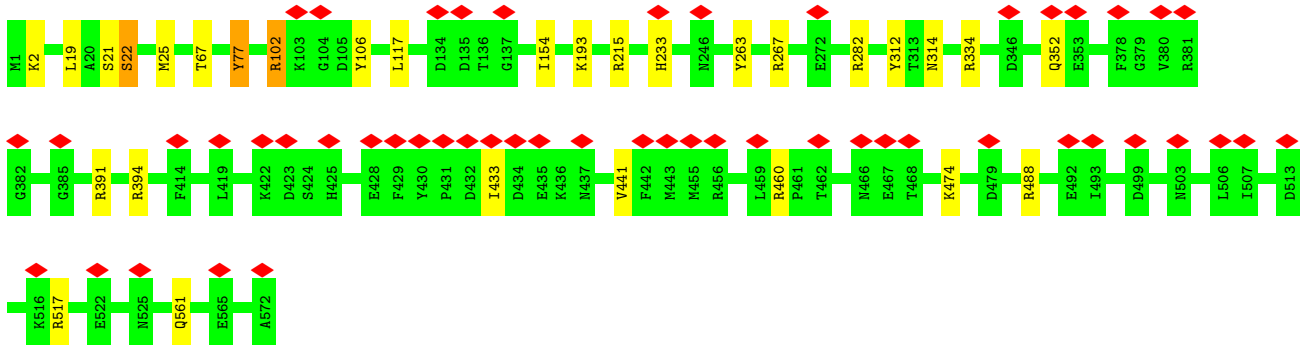 M1 K2 L19 A20 S21 S22 M25 T67 Y77 R102 K103 G104 D105 Y106 L117 D134 D135 T136 G137 I154 K193 R215 H233 N246 Y263 R267 E272 R282 Y312 T313 N314 R334 D346 Q352 E353 F378 G379 V380 R381
G382 G385 R391 R394 F414 L419 K422 D423 S424 H425 E428 F429 Y430 P431 D432 I433 D434 E435 K436 N437 V441 F442 M443 M455 R456 L459 R460 P461 T462 N466 E467 T468 K474 D479 R488 E492 I493 D499 N503 L506 I507 D513
K516 R517 E522 N525 Q561 E565 A572